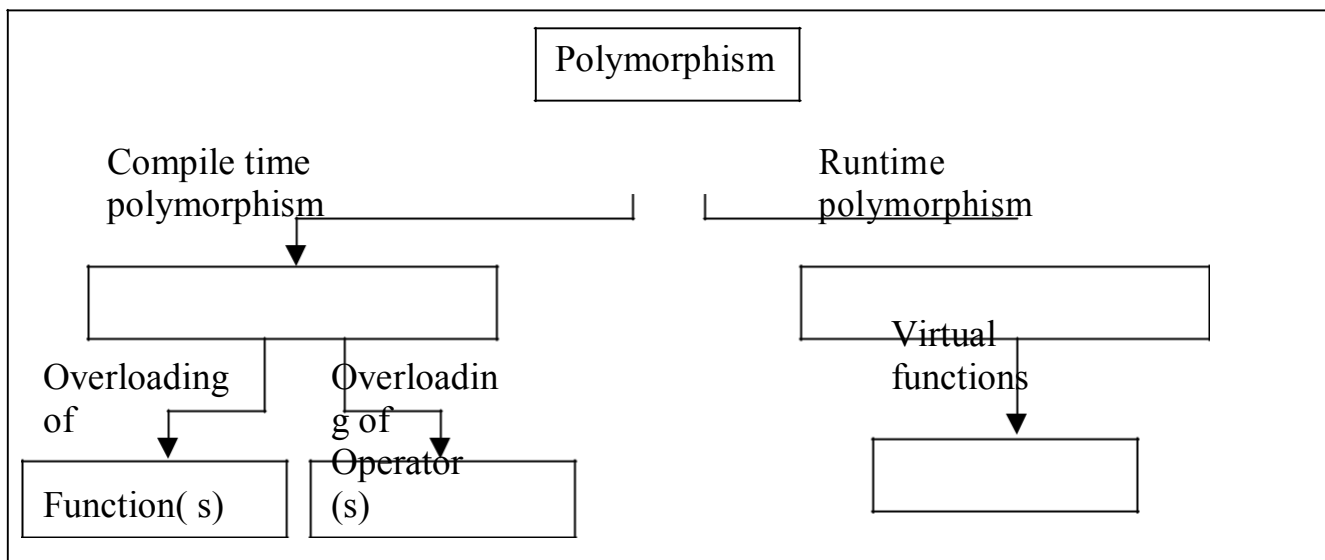 Polymorphism
Compile time
polymorphism
Runtime
polymorphism
Overloading
of
Function( s)
Overloadin
g of
Operator
(s)
Virtual
functions